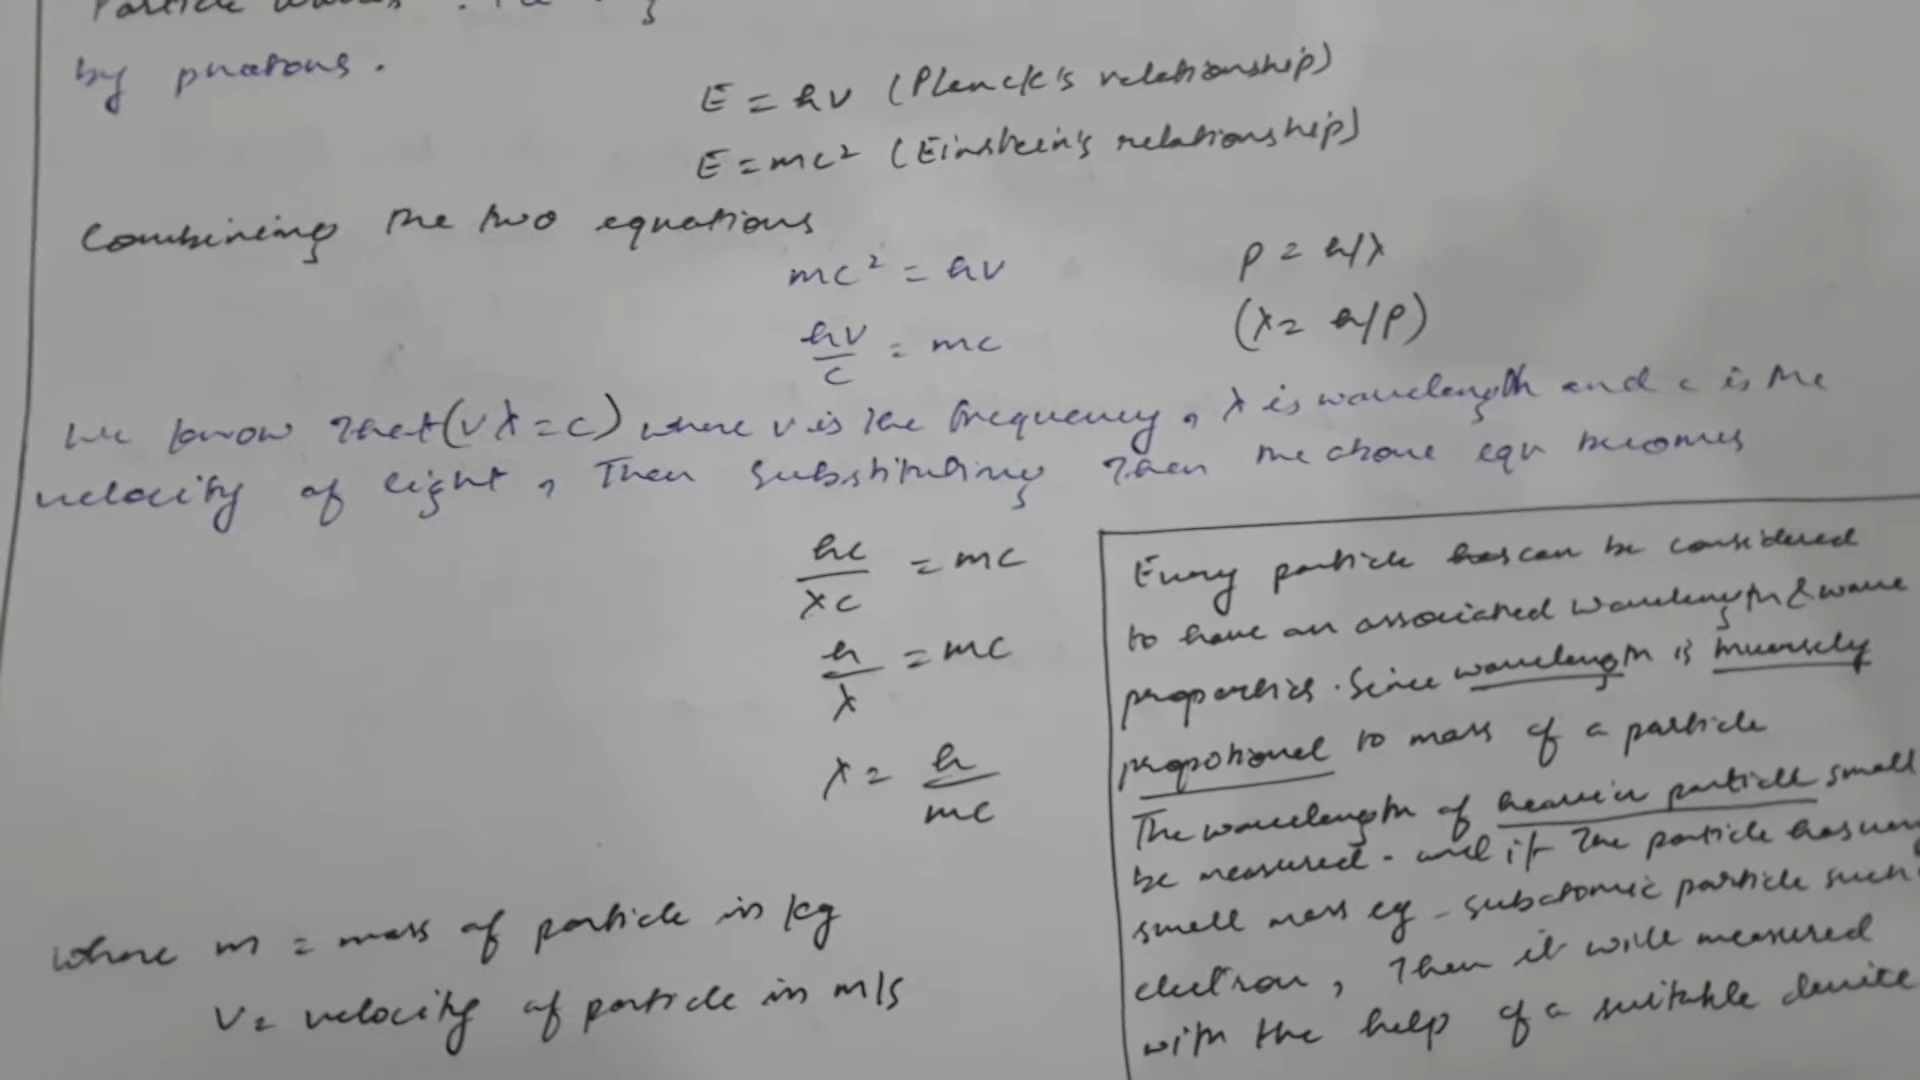 Particle waves
by photons.
E = hν (Planck's relationship)
E = mc² (Einstein's relationship)
Combining the two equations
mc² = hν
p = h/λ
hν/c = mc
(λ = h/p)
We know that (νλ = c) where ν is the frequency, λ is wavelength and c is the
velocity of light, Then substituting then the above eqn becomes
hc/λc = mc
h/λ = mc
λ = h/mc
where m = mass of particle in kg
V = velocity of particle in m/s
Every particle can be considered
to have an associated wavelength & wave
properties. Since wavelength is inversely
propotional to mass of a particle
The wavelength of heavier particle small
be measured. and if the particle has very
small mass eg - subatomic particle such
electron, then it will measured
with the help of a suitable device